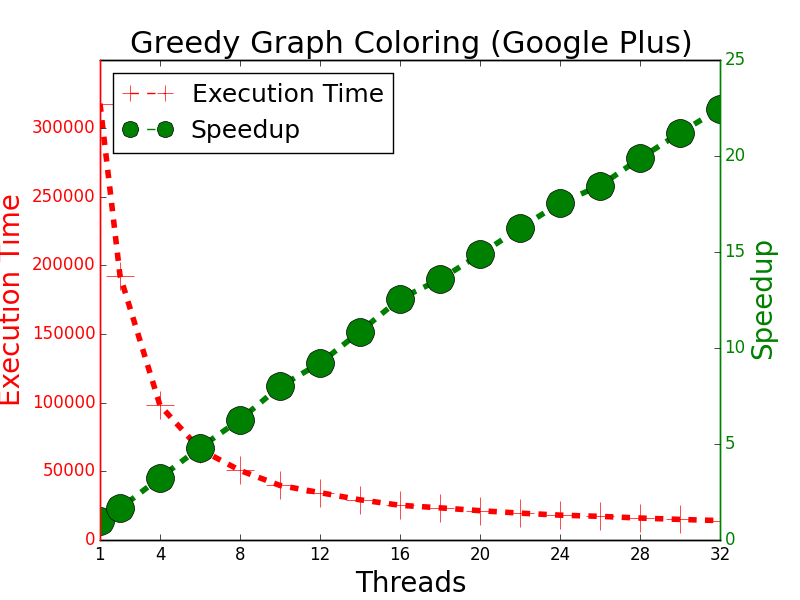 Greedy Graph Coloring (Google Plus)
Execution Time
Speedup
Execution Time
300000
250000
200000
150000
100000
50000
0
25
20
15
10
5
0
Speedup
1 4 8 12 16 20 24 28 32
Threads